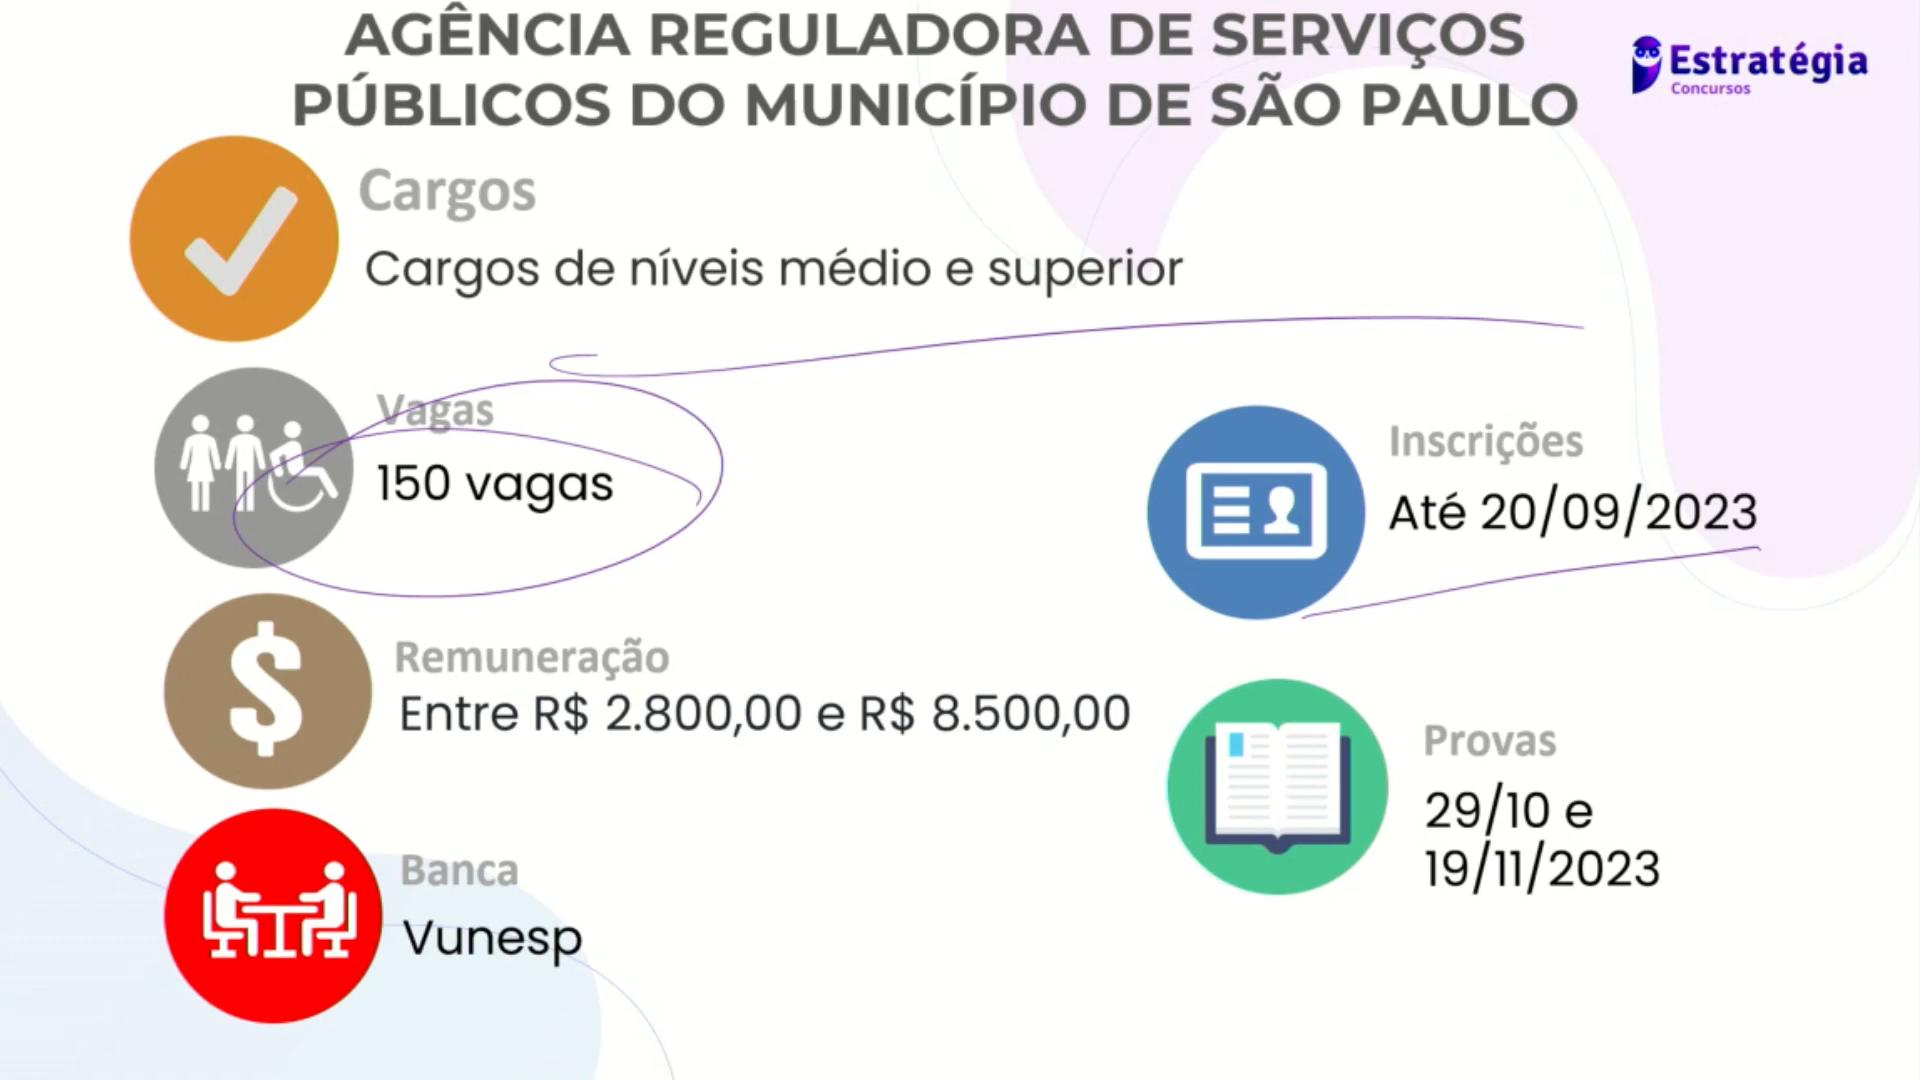 AGÊNCIA REGULADORA DE SERVIÇOS
PÚBLICOS DO MUNICÍPIO DE SÃO PAULO
Estratégia
Concursos
Cargos
Cargos de níveis médio e superior
Vagas
150 vagas
Inscrições
Até 20/09/2023
Remuneração
Entre R$ 2.800,00 e R$ 8.500,00
Provas
29/10 e
19/11/2023
Banca
Vunesp